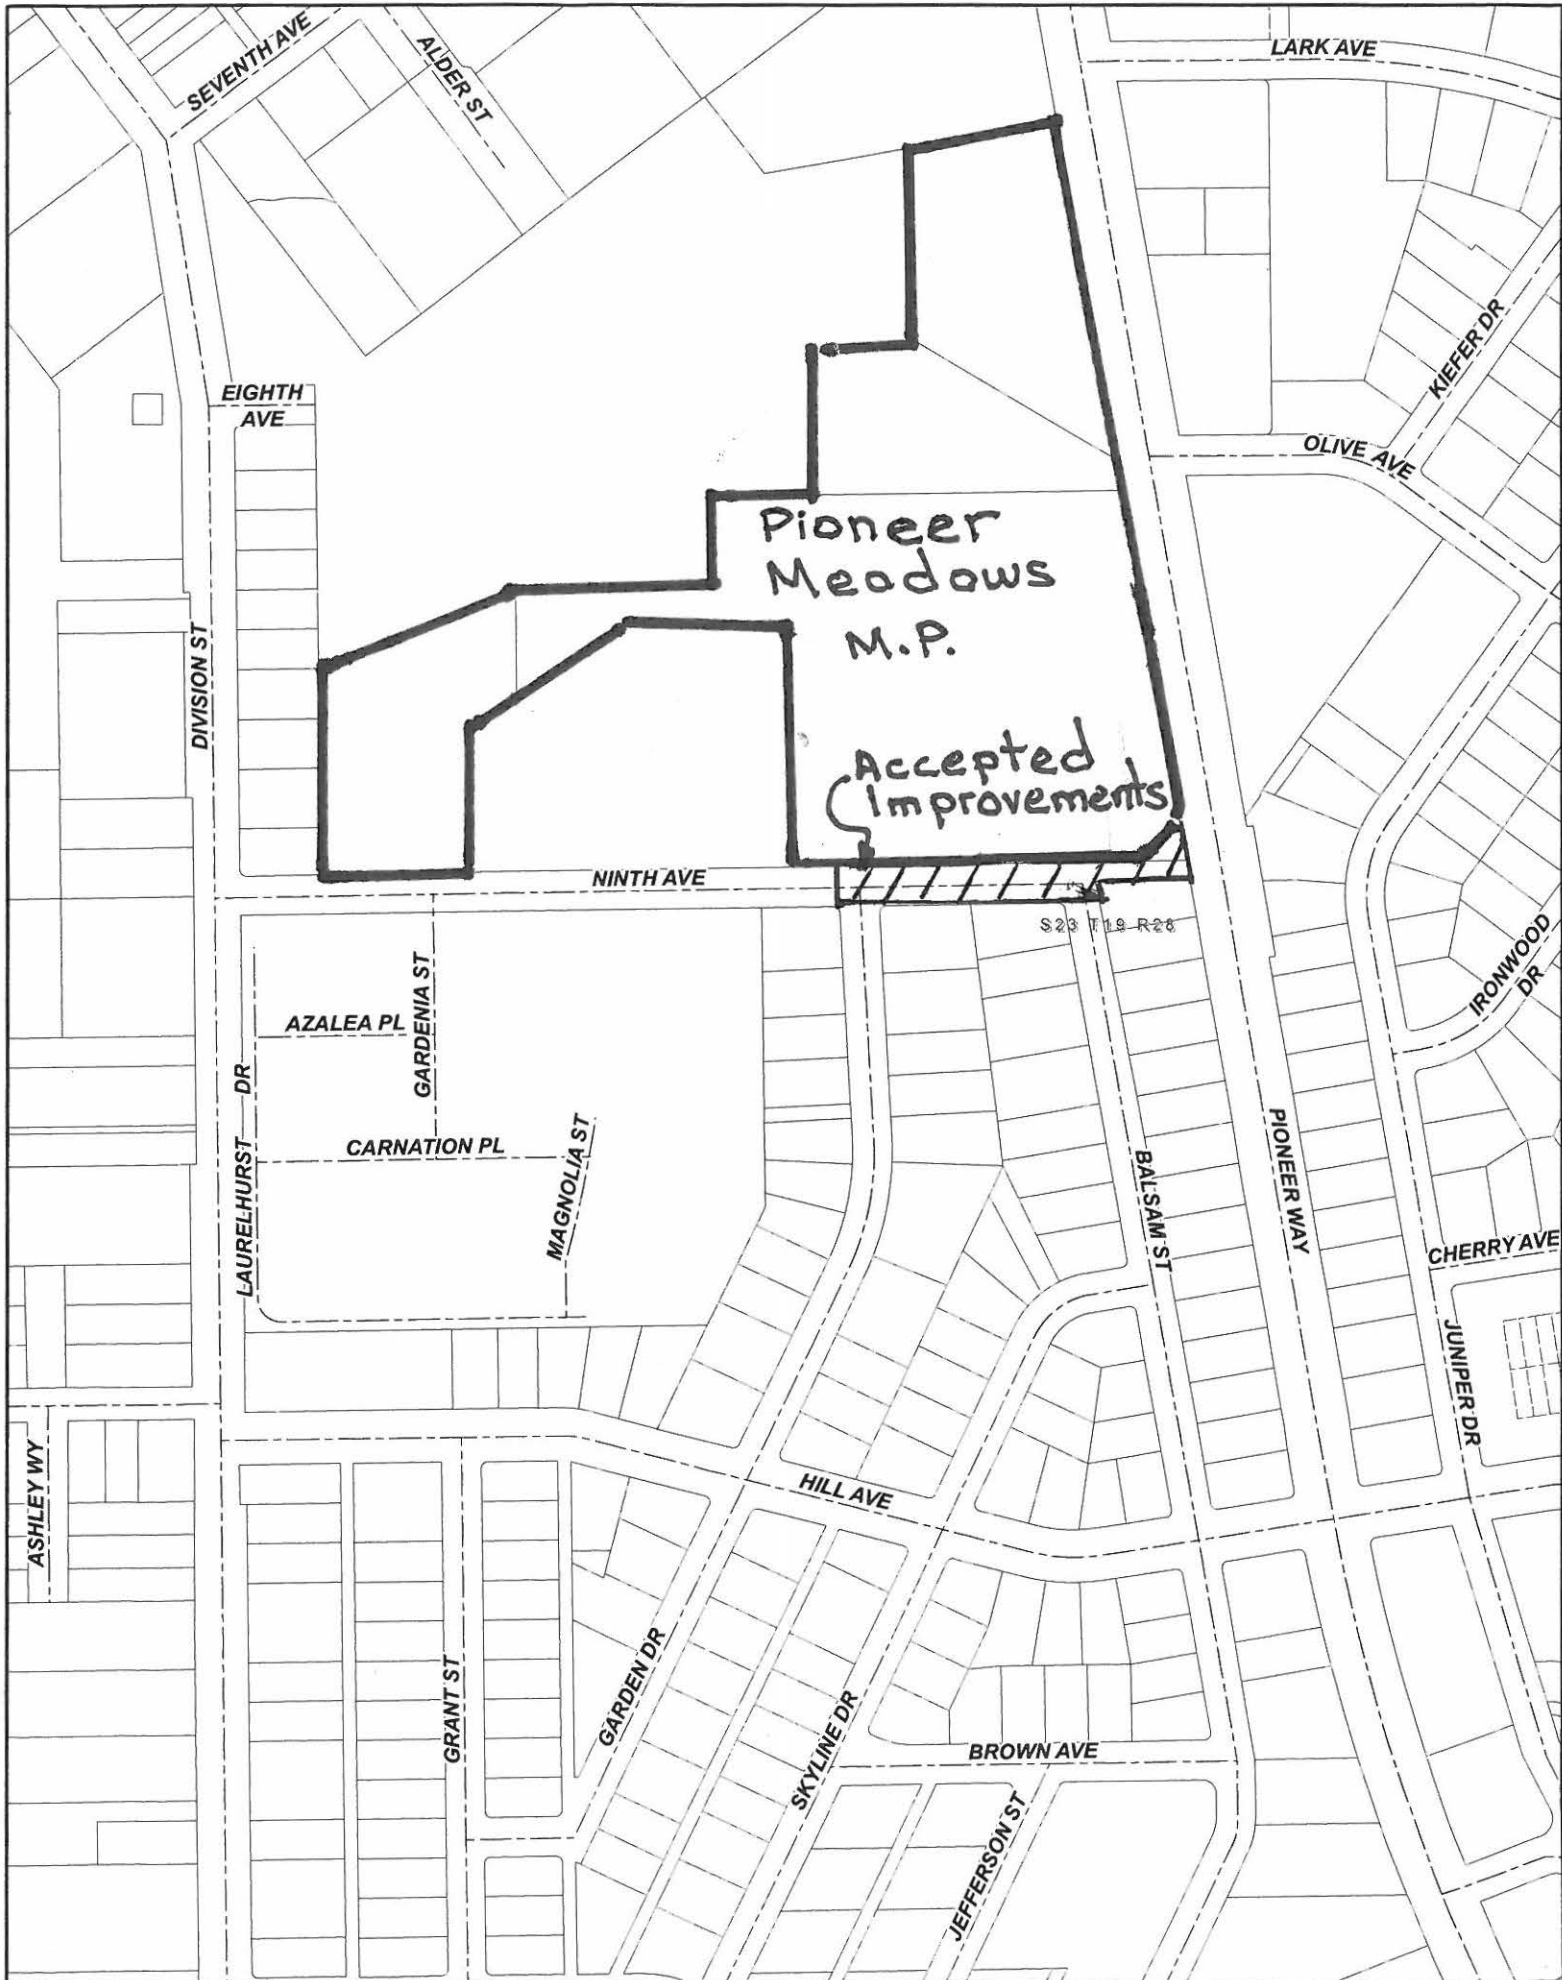 SEVENTH AVE
ALDER ST
LARK AVE
KIEFER DR
EIGHTH
AVE
OLIVE AVE
Pioneer
Meadows
M.P.
DIVISION ST
Accepted
Improvements
NINTH AVE
S23 T19 R28
IRONWOOD
DR
GARDENIA ST
AZALEA PL
LAURELHURST DR
CARNATION PL
MAGNOLIA ST
BALSAM ST
PIONEER WAY
CHERRY AVE
JUNIPER DR
ASHLEY WY
HILL AVE
GRANT ST
GARDEN DR
SKYLINE DR
BROWN AVE
JEFFERSON ST